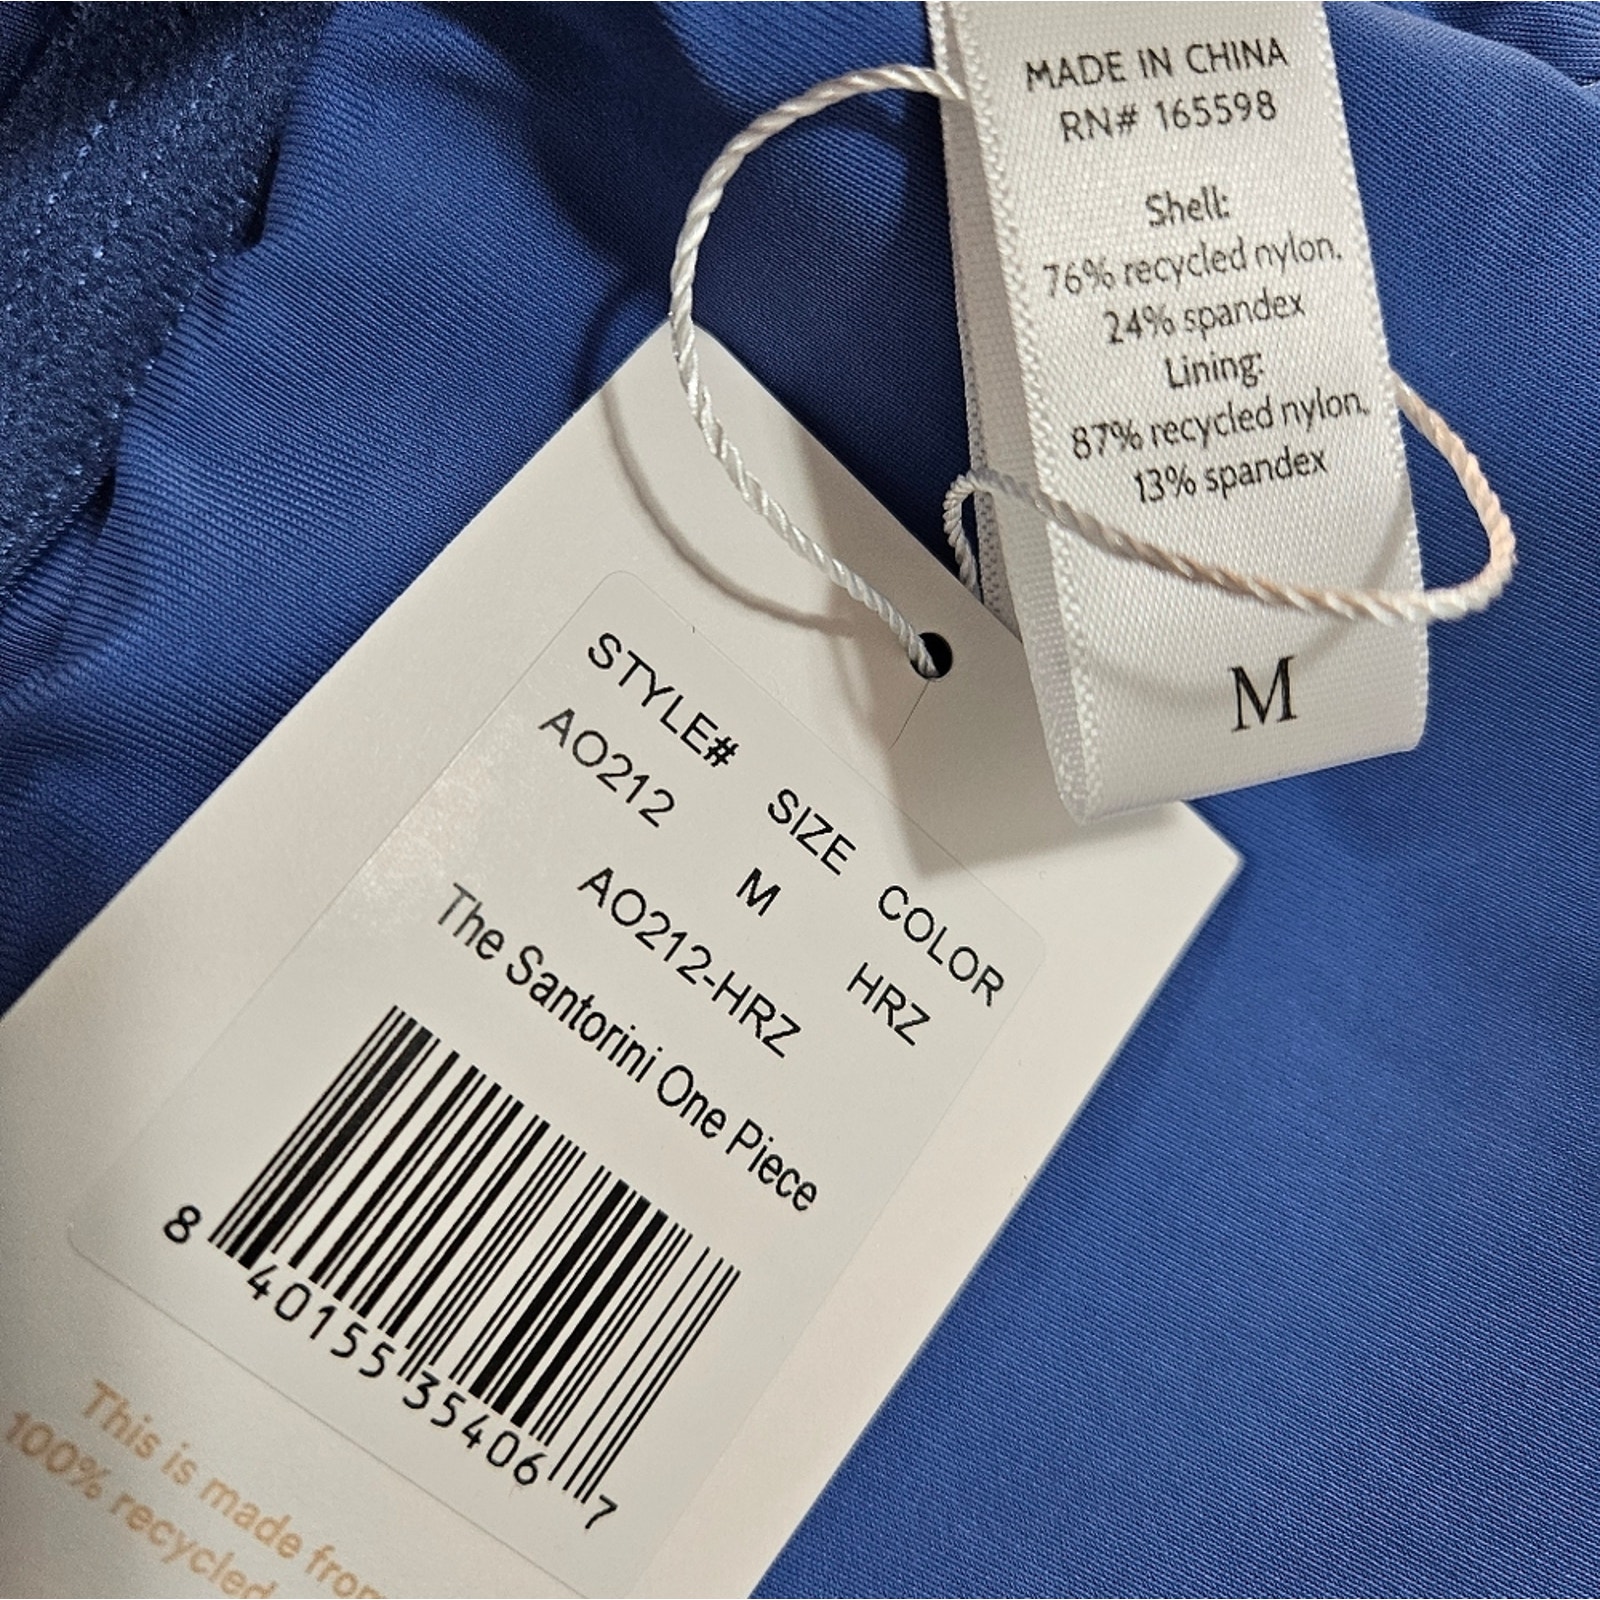 MADE IN CHINA
RN# 165598
Shell:
76% recycled nylon,
24% spandex
Lining:
87% recycled nylon,
13% spandex
M
STYLE# SIZE COLOR
AO212 M HRZ
AO212-HRZ
The Santorini One Piece
8 40155 35406 7
This is made from
100% recycled